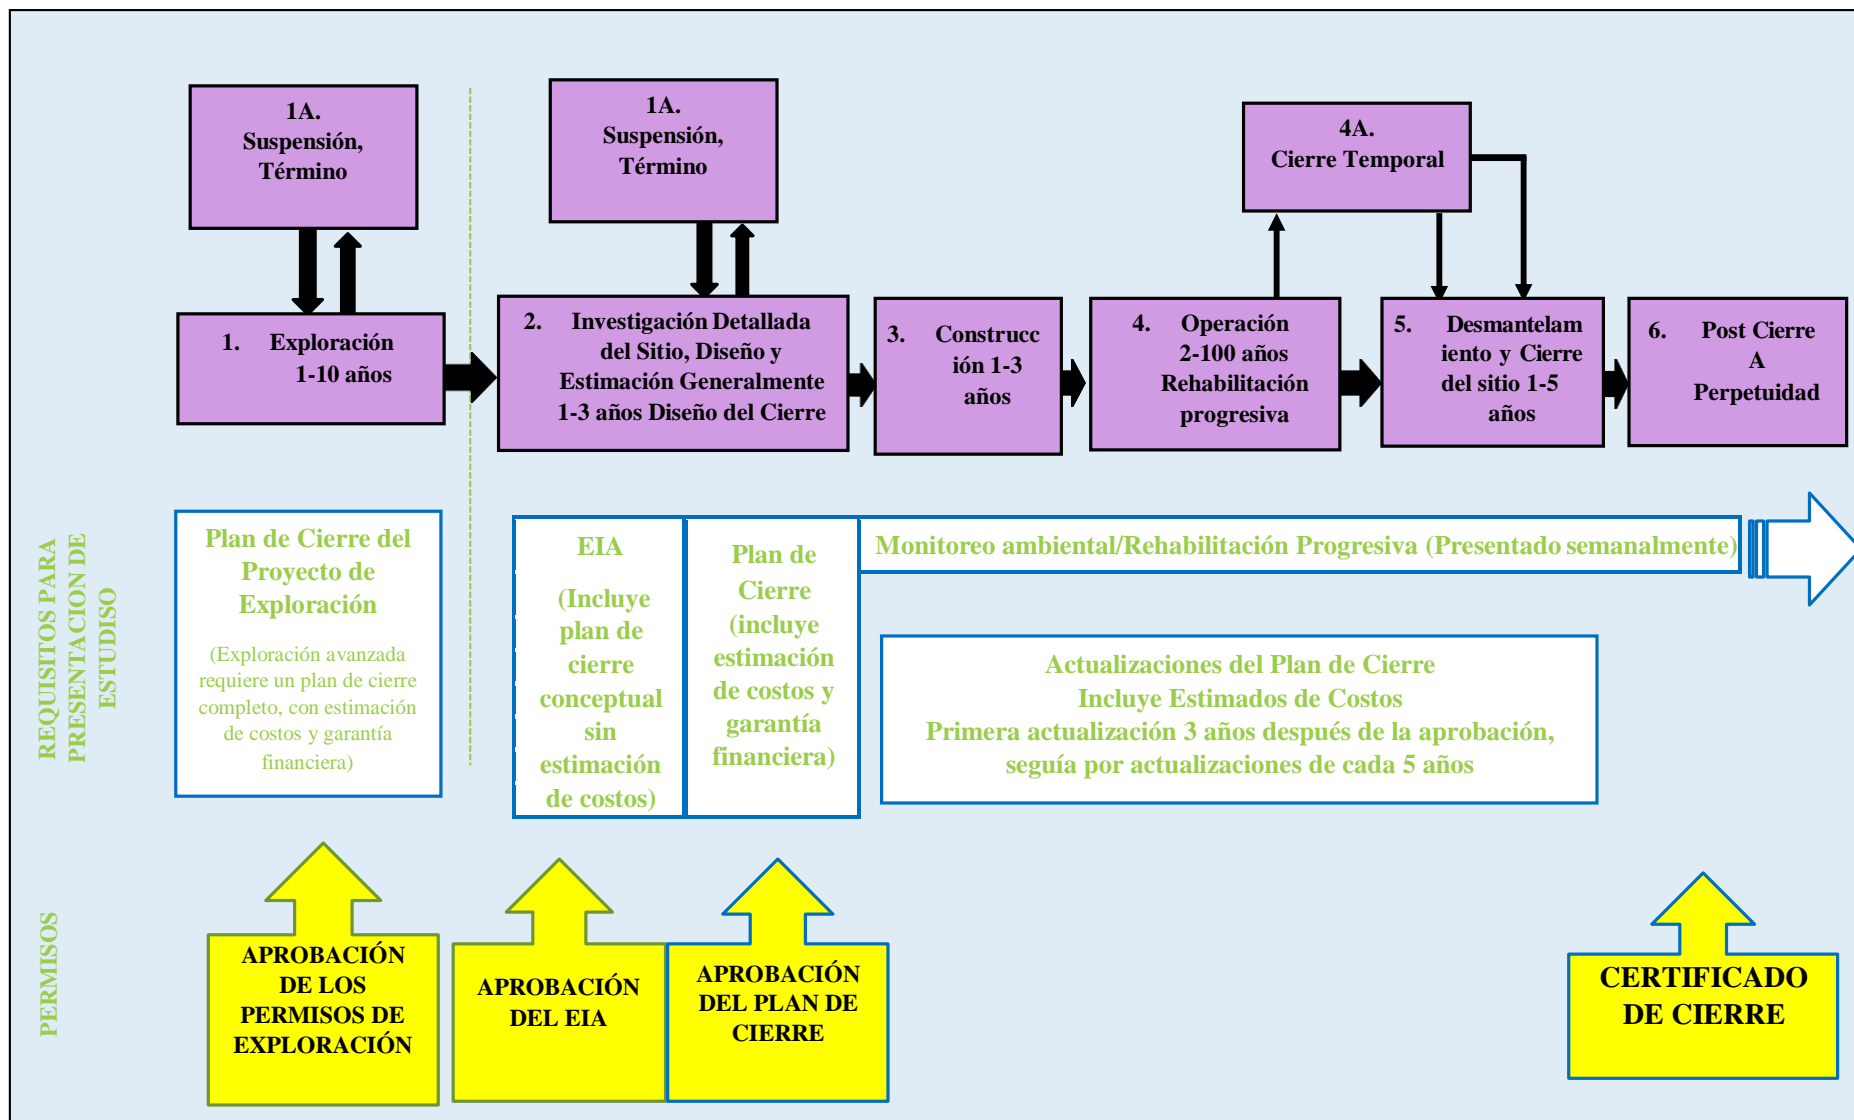 1A.
Suspensión,
Término
1A.
Suspensión,
Término
4A.
Cierre Temporal
1. Exploración
1-10 años
2. Investigación Detallada
del Sitio, Diseño y
Estimación Generalmente
1-3 años Diseño del Cierre
3. Construcc
ión 1-3
años
4. Operación
2-100 años
Rehabilitación
progresiva
5. Desmantelam
iento y Cierre
del sitio 1-5
años
6. Post Cierre
A
Perpetuidad
REQUISITOS PARA
PRESENTACION DE
ESTUDISO
Plan de Cierre del
Proyecto de
Exploración
(Exploración avanzada
requiere un plan de cierre
completo, con estimación
de costos y garantía
financiera)
EIA
(Incluye
plan de
cierre
conceptual
sin
estimación
de costos)
Plan de
Cierre
(incluye
estimación
de costos y
garantía
financiera)
Monitoreo ambiental/Rehabilitación Progresiva (Presentado semanalmente)
Actualizaciones del Plan de Cierre
Incluye Estimados de Costos
Primera actualización 3 años después de la aprobación,
seguía por actualizaciones de cada 5 años
PERMISOS
APROBACIÓN
DE LOS
PERMISOS DE
EXPLORACIÓN
APROBACIÓN
DEL EIA
APROBACIÓN
DEL PLAN DE
CIERRE
CERTIFICADO
DE CIERRE